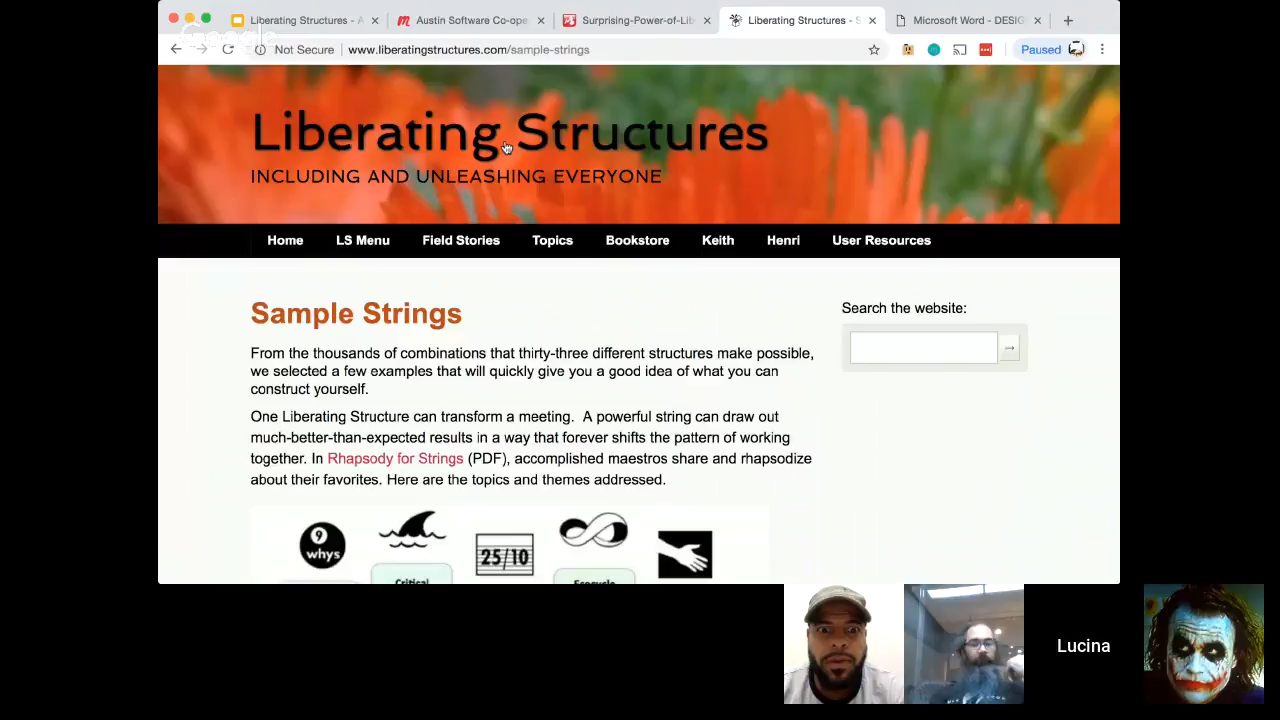 Liberating Structures - A
Austin Software Co-ope
Surprising-Power-of-Lib
Liberating Structures - S
Microsoft Word - DESIG
Google
Not Secure
www.liberatingstructures.com/sample-strings
Paused
Liberating Structures
INCLUDING AND UNLEASHING EVERYONE
Home
LS Menu
Field Stories
Topics
Bookstore
Keith
Henri
User Resources
Sample Strings
From the thousands of combinations that thirty-three different structures make possible,
we selected a few examples that will quickly give you a good idea of what you can
construct yourself.
One Liberating Structure can transform a meeting. A powerful string can draw out
much-better-than-expected results in a way that forever shifts the pattern of working
together. In Rhapsody for Strings (PDF), accomplished maestros share and rhapsodize
about their favorites. Here are the topics and themes addressed.
Search the website:
9
whys
25/10
Critical
Ecocycle
Lucina